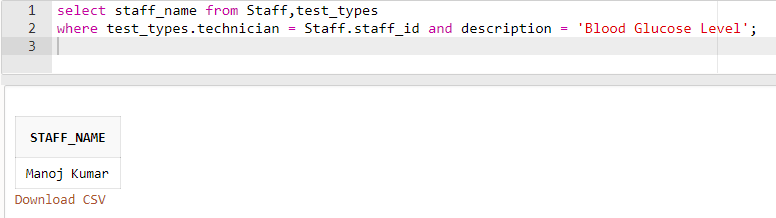 1 select staff_name from Staff,test_types
2 where test_types.technician = Staff.staff_id and description = 'Blood Glucose Level';
3
STAFF_NAME
Manoj Kumar
Download CSV